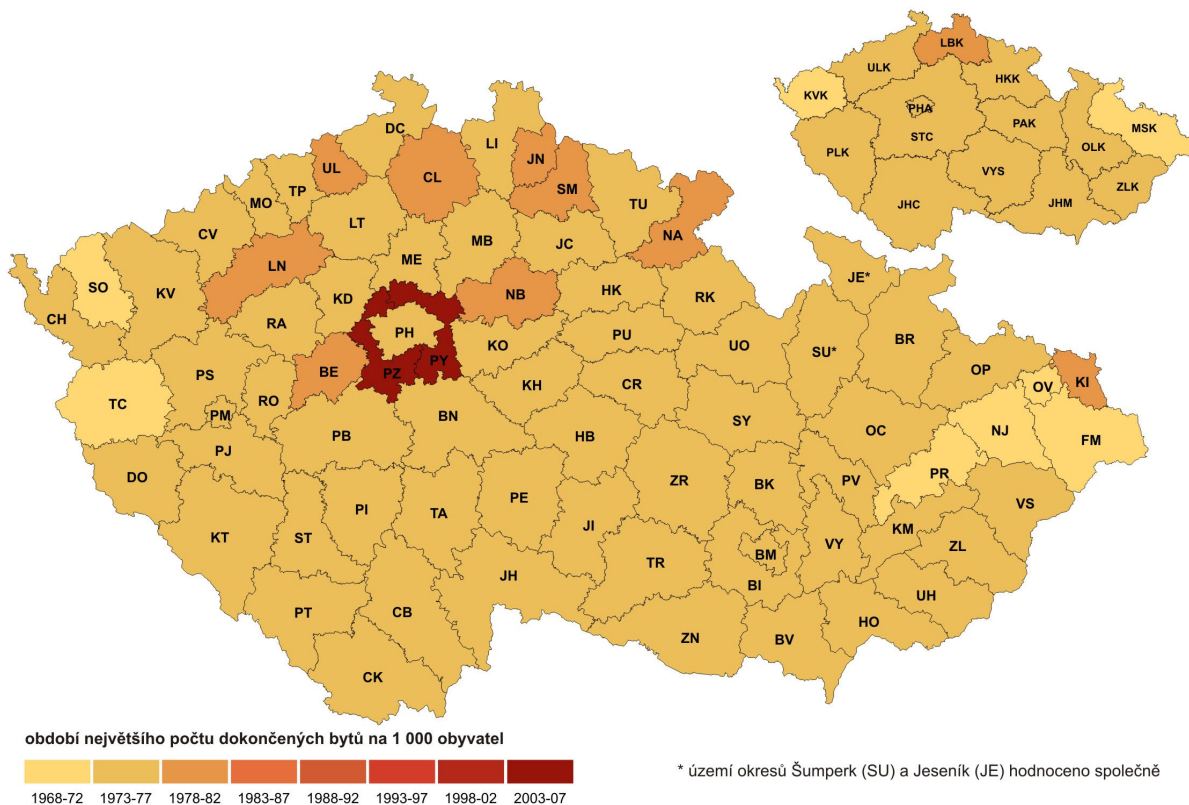 LBK
ULK
HKK
KVK
PHA
MSK
PAK
STC
OLK
PLK
VYS
ZLK
JHC
JHM
DC
LI
JN
UL
CL
SM
TP
MO
TU
LT
CV
MB
JC
NA
ME
LN
JE*
SO
KV
KD
NB
HK
RK
CH
RA
PH
PU
KO
UO
SU*
BR
PZ
PY
OP
BE
KI
OV
PS
RO
KH
CR
TC
PM
BN
SY
NJ
PB
HB
OC
FM
PJ
PR
DO
ZR
BK
PV
PE
VS
PI
TA
KT
ST
JI
KM
VY
ZL
BM
TR
JH
BI
UH
PT
CB
HO
ZN
BV
CK
období největšího počtu dokončených bytů na 1 000 obyvatel
1968-72 1973-77 1978-82 1983-87 1988-92 1993-97 1998-02 2003-07
* území okresů Šumperk (SU) a Jeseník (JE) hodnoceno společně